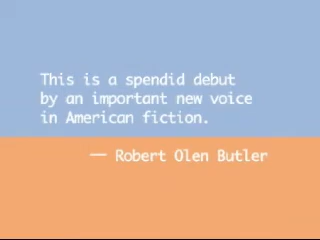 This is a spendid debut
by an important new voice
in American fiction.
— Robert Olen Butler